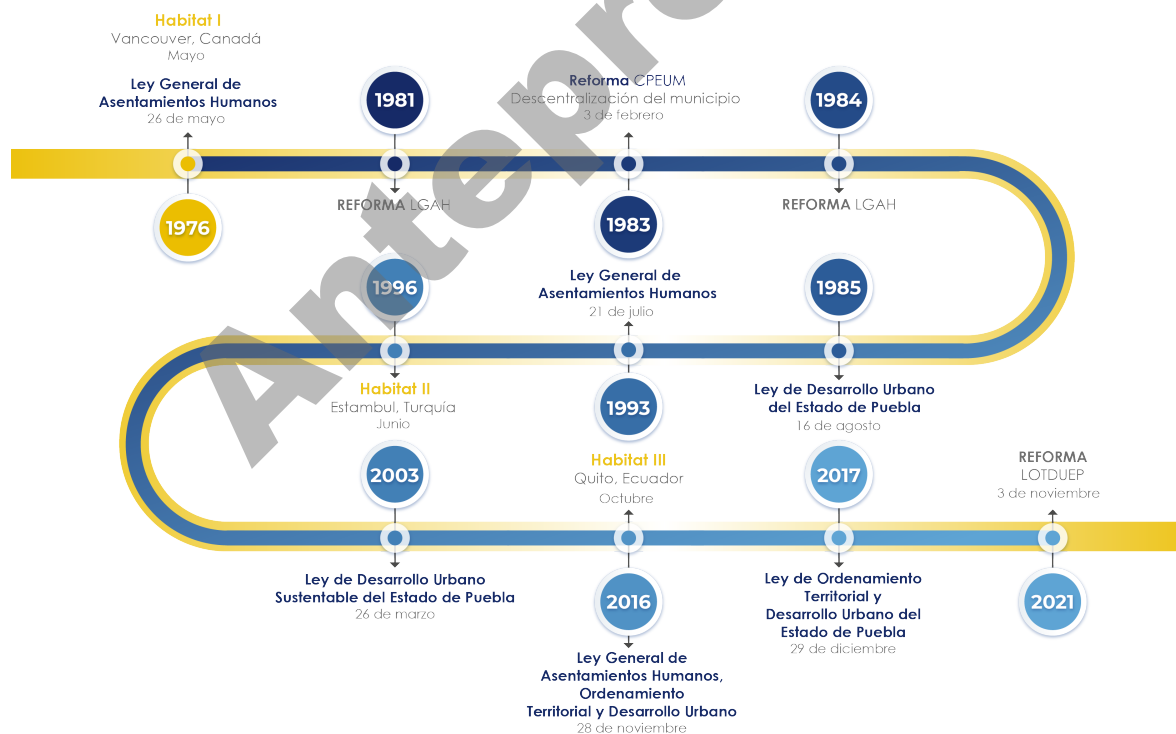 Habitat I
Vancouver, Canadá
Mayo
Ley General de
Asentamientos Humanos
26 de mayo
1976
1981
REFORMA LGAH
Reforma CPEUM
Descentralización del municipio
3 de febrero
1983
1984
REFORMA LGAH
1985
Ley de Desarrollo Urbano
del Estado de Puebla
16 de agosto
Ley General de
Asentamientos Humanos
21 de julio
1993
1996
Habitat II
Estambul, Turquía
Junio
2003
Ley de Desarrollo Urbano
Sustentable del Estado de Puebla
26 de marzo
Habitat III
Quito, Ecuador
Octubre
2016
Ley General de
Asentamientos Humanos,
Ordenamiento
Territorial y Desarrollo Urbano
28 de noviembre
2017
Ley de Ordenamiento
Territorial y
Desarrollo Urbano del
Estado de Puebla
29 de diciembre
REFORMA
LOTDUEP
3 de noviembre
2021